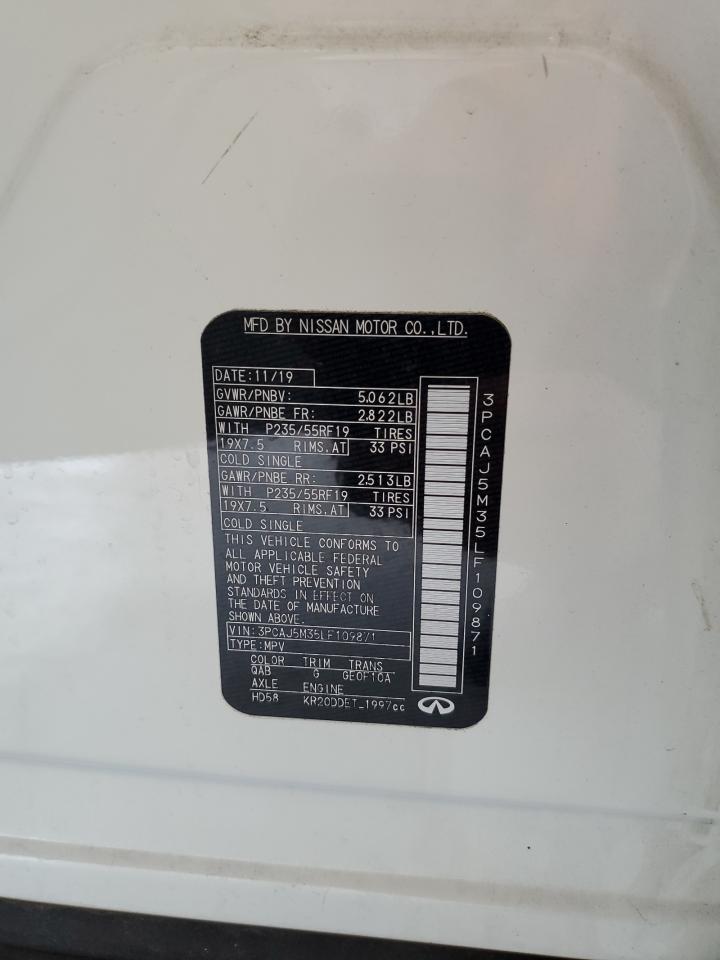 MFD BY NISSAN MOTOR CO.,LTD.
DATE:11/19
GVWR/PNBV: 5,062LB
GAWR/PNBE FR: 2,822LB
WITH P235/55RF19 TIRES
19X7.5 RIMS,AT 33 PSI
COLD SINGLE
GAWR/PNBE RR: 2,513LB
WITH P235/55RF19 TIRES
19X7.5 RIMS,AT 33 PSI
COLD SINGLE
THIS VEHICLE CONFORMS TO
ALL APPLICABLE FEDERAL
MOTOR VEHICLE SAFETY
AND THEFT PREVENTION
STANDARDS IN EFFECT ON
THE DATE OF MANUFACTURE
SHOWN ABOVE.
VIN:3PCAJ5M35LF109871
TYPE:MPV
COLOR TRIM TRANS
QAB G GE0F10A
AXLE ENGINE
HD58 KR20DDET_1997cc
3PCAJ5M35LF109871